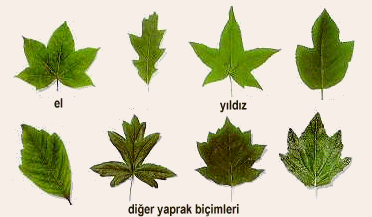 el
yıldız
diğer yaprak biçimleri